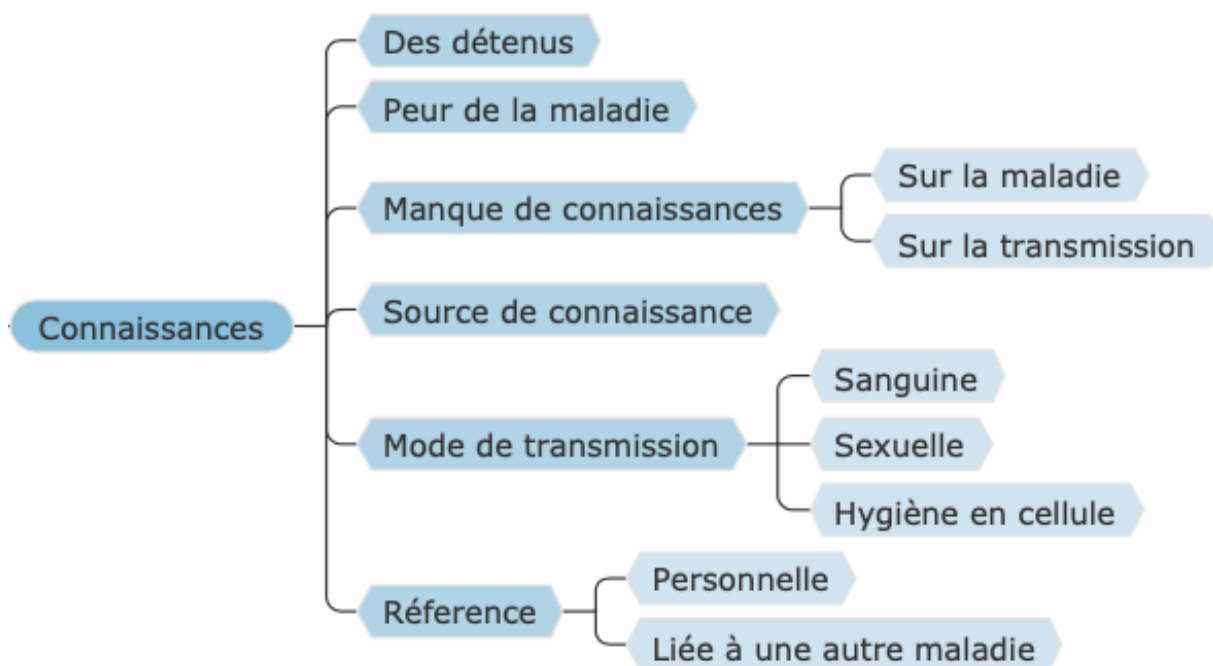 Connaissances
Des détenus
Peur de la maladie
Manque de connaissances
Sur la maladie
Sur la transmission
Source de connaissance
Mode de transmission
Sanguine
Sexuelle
Hygiène en cellule
Réference
Personnelle
Liée à une autre maladie